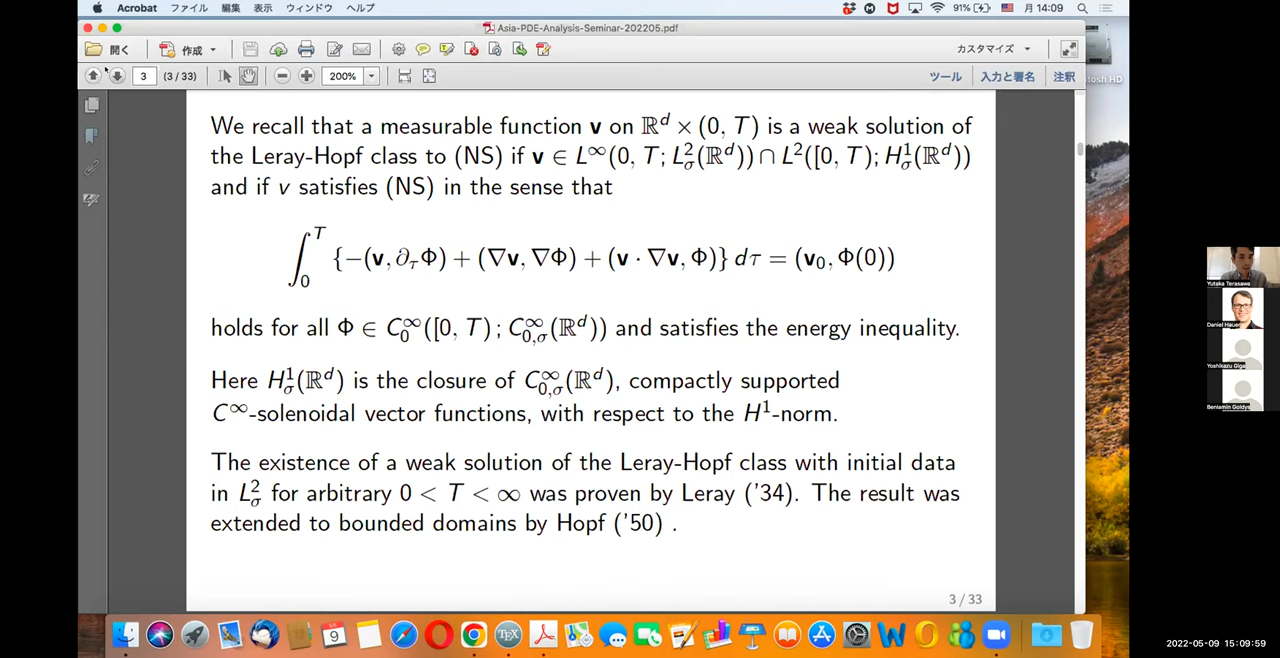 Acrobat ファイル 編集 表示 ウィンドウ ヘルプ 91% 月 14:09
Asia-PDE-Analysis-Seminar-202205.pdf
開く 作成 カスタマイズ
3 (3 / 33) 200% ツール 入力と署名 注釈
We recall that a measurable function v on ℝ^d × (0, T) is a weak solution of
the Leray-Hopf class to (NS) if v ∈ L^∞(0, T; L^2_σ(ℝ^d)) ∩ L^2([0, T); H^1_σ(ℝ^d))
and if v satisfies (NS) in the sense that
∫_0^T {−(v, ∂_τΦ) + (∇v, ∇Φ) + (v · ∇v, Φ)} dτ = (v_0, Φ(0))
holds for all Φ ∈ C_0^∞([0, T); C_{0,σ}^∞(ℝ^d)) and satisfies the energy inequality.
Here H^1_σ(ℝ^d) is the closure of C_{0,σ}^∞(ℝ^d), compactly supported
C^∞-solenoidal vector functions, with respect to the H^1-norm.
The existence of a weak solution of the Leray-Hopf class with initial data
in L^2_σ for arbitrary 0 < T < ∞ was proven by Leray ('34). The result was
extended to bounded domains by Hopf ('50) .
3 / 33
Yutaka Terasawa
Daniel Hauer
Yoshikazu Giga
Beniamin Goldys
2022-05-09 15:09:59